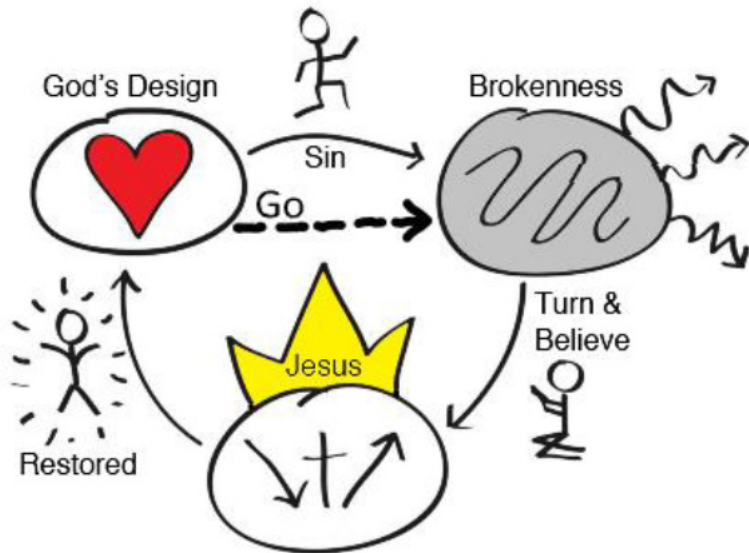 God's Design
Brokenness
Sin
Go
Turn &
Believe
Jesus
Restored